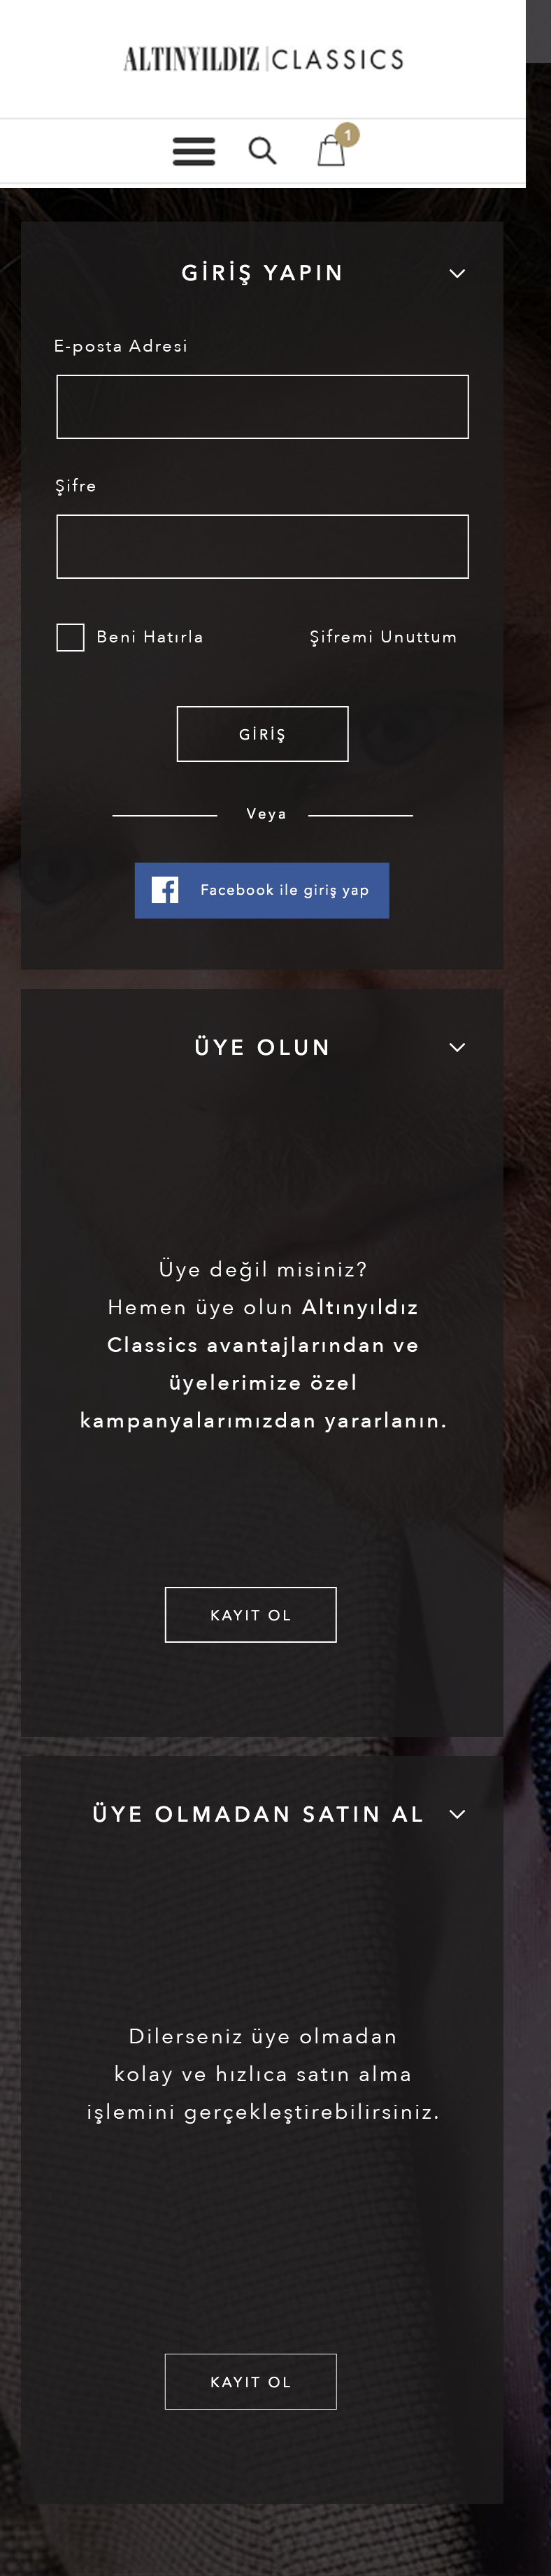 ALTINYILDIZ CLASSICS
1
GİRİŞ YAPIN
E-posta Adresi
Şifre
Beni Hatırla Şifremi Unuttum
GİRİŞ
Veya
Facebook ile giriş yap
ÜYE OLUN
Üye değil misiniz?
Hemen üye olun Altınyıldız
Classics avantajlarından ve
üyelerimize özel
kampanyalarımızdan yararlanın.
KAYIT OL
ÜYE OLMADAN SATIN AL
Dilerseniz üye olmadan
kolay ve hızlıca satın alma
işlemini gerçekleştirebilirsiniz.
KAYIT OL